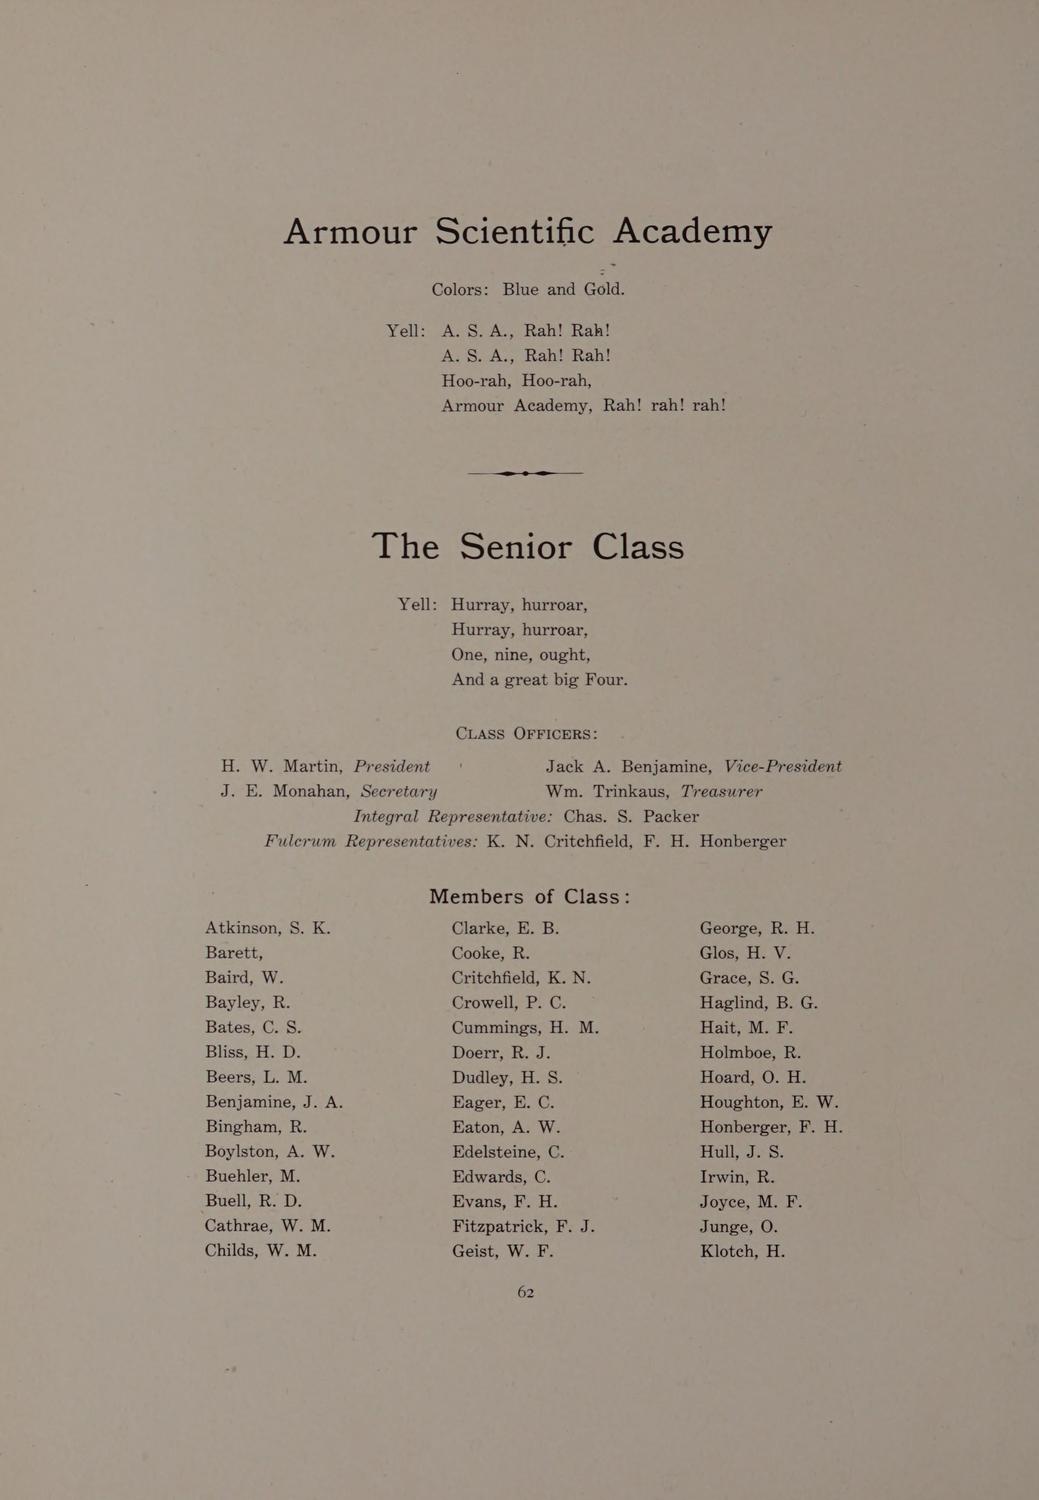 Armour Scientific Academy
Colors: Blue and Gold.
Yell: A. S. A., Rah! Rah!
A. S. A., Rah! Rah!
Hoo-rah, Hoo-rah,
Armour Academy, Rah! rah! rah!
The Senior Class
Yell: Hurray, hurroar,
Hurray, hurroar,
One, nine, ought,
And a great big Four.
CLASS OFFICERS:
H. W. Martin, President
Jack A. Benjamine, Vice-President
J. E. Monahan, Secretary
Wm. Trinkaus, Treasurer
Integral Representative: Chas. S. Packer
Fulcrum Representatives: K. N. Critchfield, F. H. Honberger
Members of Class:
Atkinson, S. K.
Barett,
Baird, W.
Bayley, R.
Bates, C. S.
Bliss, H. D.
Beers, L. M.
Benjamine, J. A.
Bingham, R.
Boylston, A. W.
Buehler, M.
Buell, R. D.
Cathrae, W. M.
Childs, W. M.
Clarke, E. B.
Cooke, R.
Critchfield, K. N.
Crowell, P. C.
Cummings, H. M.
Doerr, R. J.
Dudley, H. S.
Eager, E. C.
Eaton, A. W.
Edelsteine, C.
Edwards, C.
Evans, F. H.
Fitzpatrick, F. J.
Geist, W. F.
George, R. H.
Glos, H. V.
Grace, S. G.
Haglind, B. G.
Hait, M. F.
Holmboe, R.
Hoard, O. H.
Houghton, E. W.
Honberger, F. H.
Hull, J. S.
Irwin, R.
Joyce, M. F.
Junge, O.
Klotch, H.
62